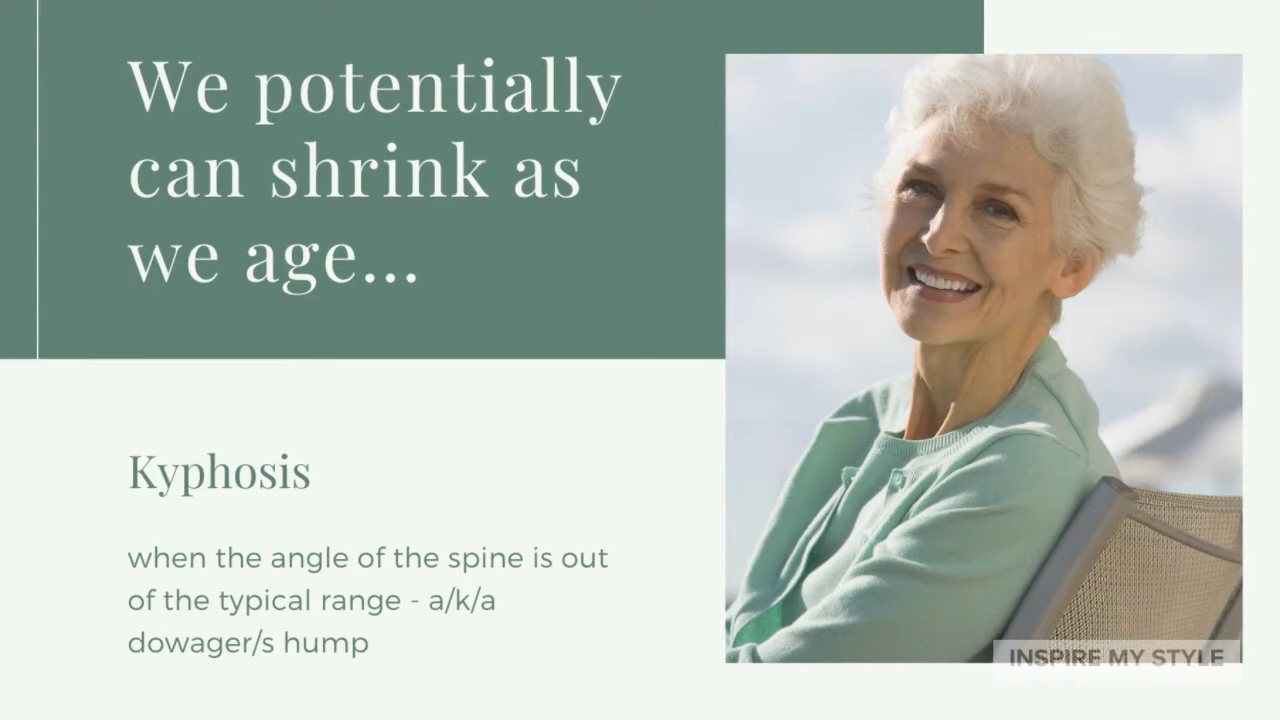 We potentially
can shrink as
we age...
Kyphosis
when the angle of the spine is out
of the typical range - a/k/a
dowager/s hump
INSPIRE MY STYLE